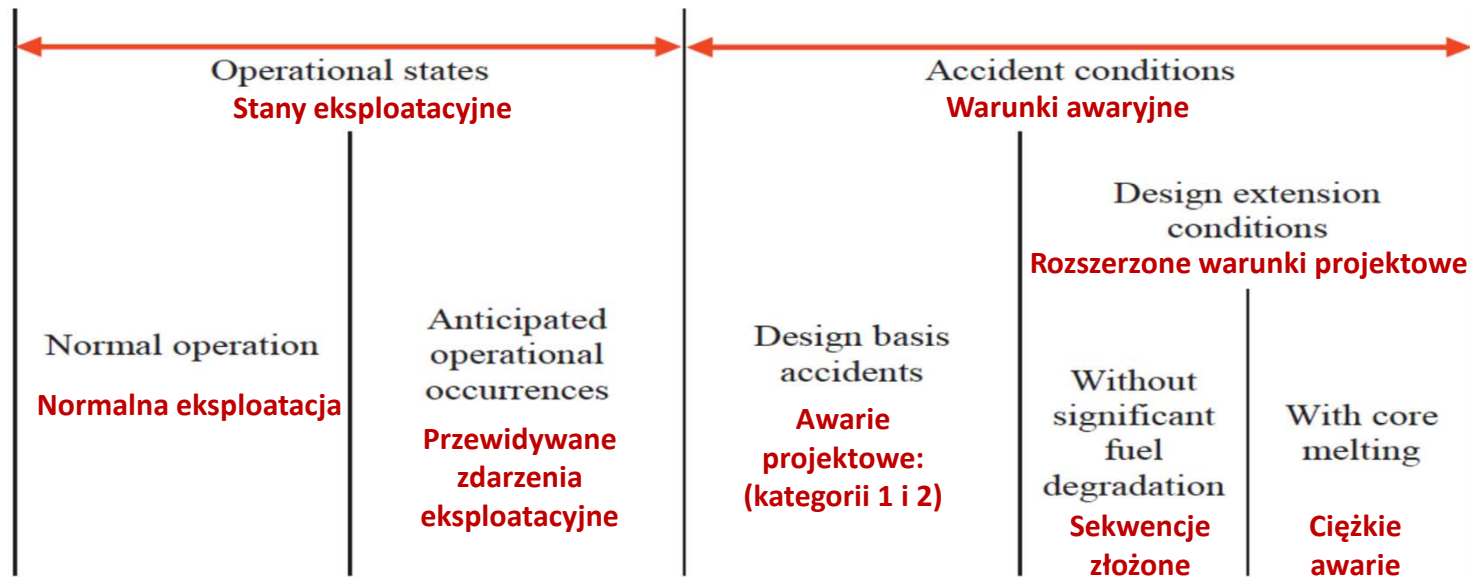 Operational states
Stany eksploatacyjne
Accident conditions
Warunki awaryjne
Design extension
conditions
Rozszerzone warunki projektowe
Normal operation
Normalna eksploatacja
Anticipated
operational
occurrences
Przewidywane
zdarzenia
eksploatacyjne
Design basis
accidents
Awarie
projektowe:
(kategorii 1 i 2)
Without
significant
fuel
degradation
Sekwencje
złożone
With core
melting
Ciężkie
awarie